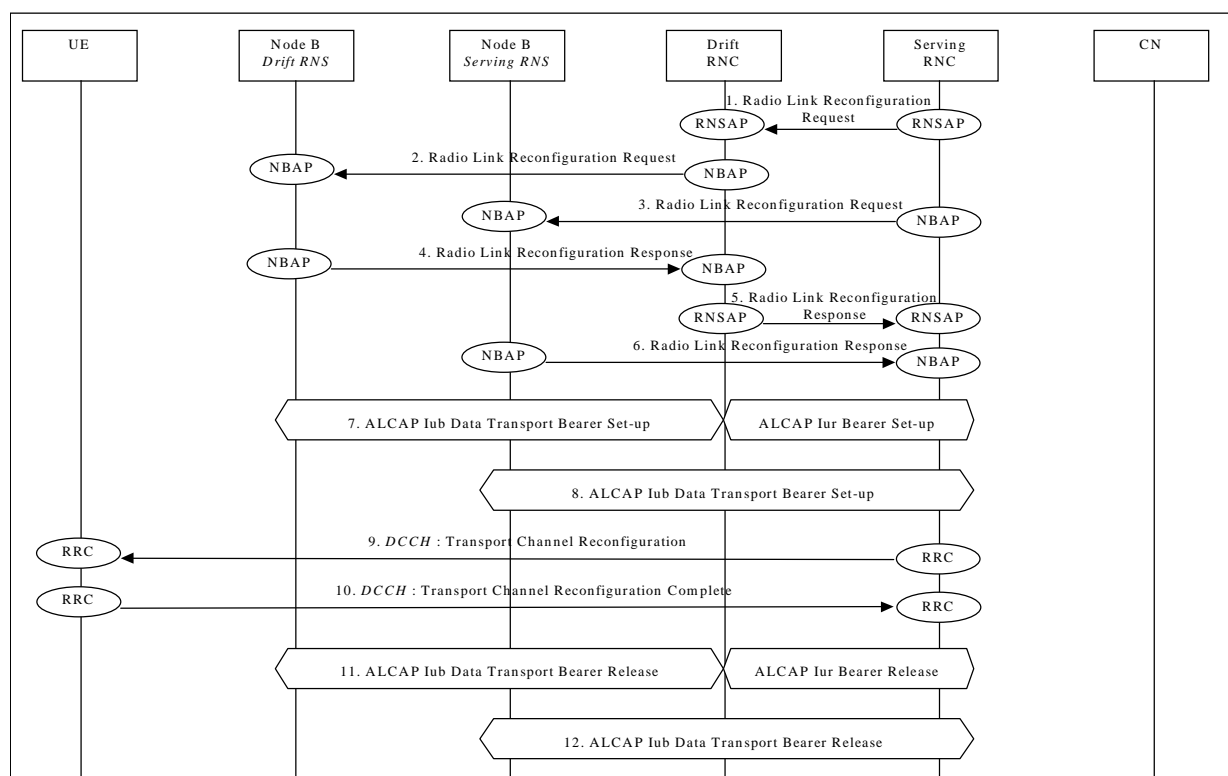 UE
Node B
Drift RNS
Node B
Serving RNS
Drift
RNC
Serving
RNC
CN
1. Radio Link Reconfiguration
Request
RNSAP
RNSAP
2. Radio Link Reconfiguration Request
NBAP
NBAP
3. Radio Link Reconfiguration Request
NBAP
NBAP
4. Radio Link Reconfiguration Response
NBAP
NBAP
5. Radio Link Reconfiguration
Response
RNSAP
RNSAP
6. Radio Link Reconfiguration Response
NBAP
NBAP
7. ALCAP Iub Data Transport Bearer Set-up
ALCAP Iur Bearer Set-up
8. ALCAP Iub Data Transport Bearer Set-up
9. DCCH : Transport Channel Reconfiguration
RRC
RRC
10. DCCH : Transport Channel Reconfiguration Complete
RRC
RRC
11. ALCAP Iub Data Transport Bearer Release
ALCAP Iur Bearer Release
12. ALCAP Iub Data Transport Bearer Release